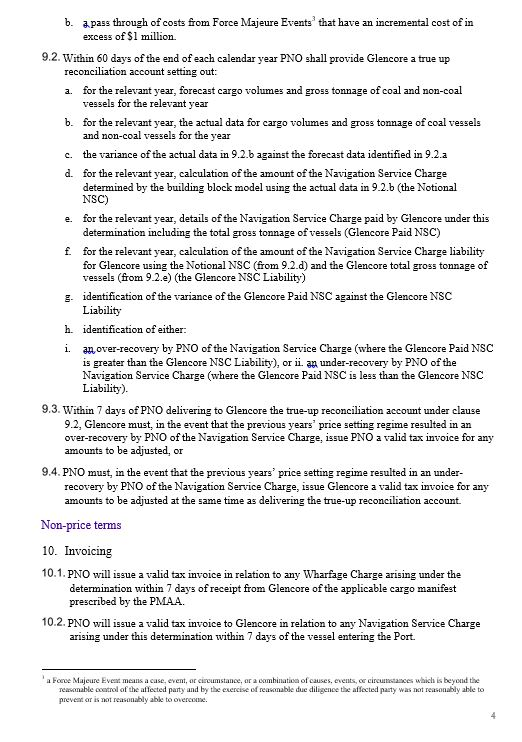 b. a pass through of costs from Force Majeure Events3 that have an incremental cost of in
excess of $1 million.
9.2. Within 60 days of the end of each calendar year PNO shall provide Glencore a true up
reconciliation account setting out:
a. for the relevant year, forecast cargo volumes and gross tonnage of coal and non-coal
vessels for the relevant year
b. for the relevant year, the actual data for cargo volumes and gross tonnage of coal vessels
and non-coal vessels for the year
c. the variance of the actual data in 9.2.b against the forecast data identified in 9.2.a
d. for the relevant year, calculation of the amount of the Navigation Service Charge
determined by the building block model using the actual data in 9.2.b (the Notional
NSC)
e. for the relevant year, details of the Navigation Service Charge paid by Glencore under this
determination including the total gross tonnage of vessels (Glencore Paid NSC)
f. for the relevant year, calculation of the amount of the Navigation Service Charge liability
for Glencore using the Notional NSC (from 9.2.d) and the Glencore total gross tonnage of
vessels (from 9.2.e) (the Glencore NSC Liability)
g. identification of the variance of the Glencore Paid NSC against the Glencore NSC
Liability
h. identification of either:
i. an over-recovery by PNO of the Navigation Service Charge (where the Glencore Paid NSC
is greater than the Glencore NSC Liability), or ii. an under-recovery by PNO of the
Navigation Service Charge (where the Glencore Paid NSC is less than the Glencore NSC
Liability).
9.3. Within 7 days of PNO delivering to Glencore the true-up reconciliation account under clause
9.2, Glencore must, in the event that the previous years' price setting regime resulted in an
over-recovery by PNO of the Navigation Service Charge, issue PNO a valid tax invoice for any
amounts to be adjusted, or
9.4. PNO must, in the event that the previous years' price setting regime resulted in an under-
recovery by PNO of the Navigation Service Charge, issue Glencore a valid tax invoice for any
amounts to be adjusted at the same time as delivering the true-up reconciliation account.
Non-price terms
10. Invoicing
10.1. PNO will issue a valid tax invoice in relation to any Wharfage Charge arising under the
determination within 7 days of receipt from Glencore of the applicable cargo manifest
prescribed by the PMAA.
10.2. PNO will issue a valid tax invoice to Glencore in relation to any Navigation Service Charge
arising under this determination within 7 days of the vessel entering the Port.
3 a Force Majeure Event means a case, event, or circumstance, or a combination of causes, events, or circumstances which is beyond the
reasonable control of the affected party and by the exercise of reasonable due diligence the affected party was not reasonably able to
prevent or is not reasonably able to overcome.
4